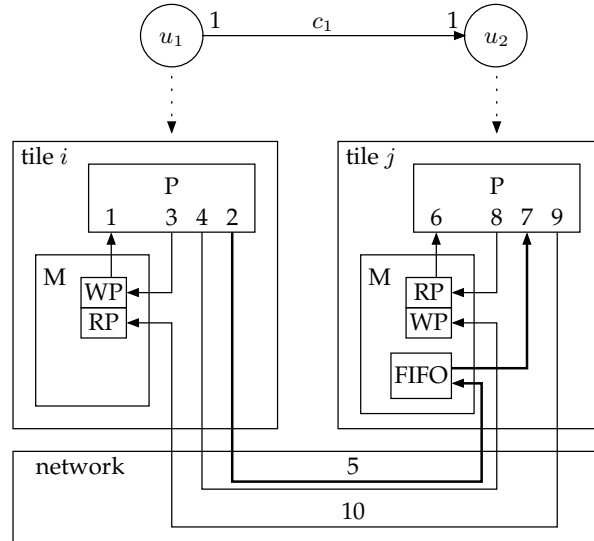 1 c₁ 1
u₁ u₂
tile i tile j
P P
1 3 4 2 6 8 7 9
M M
WP RP
RP WP
FIFO
network 5
10